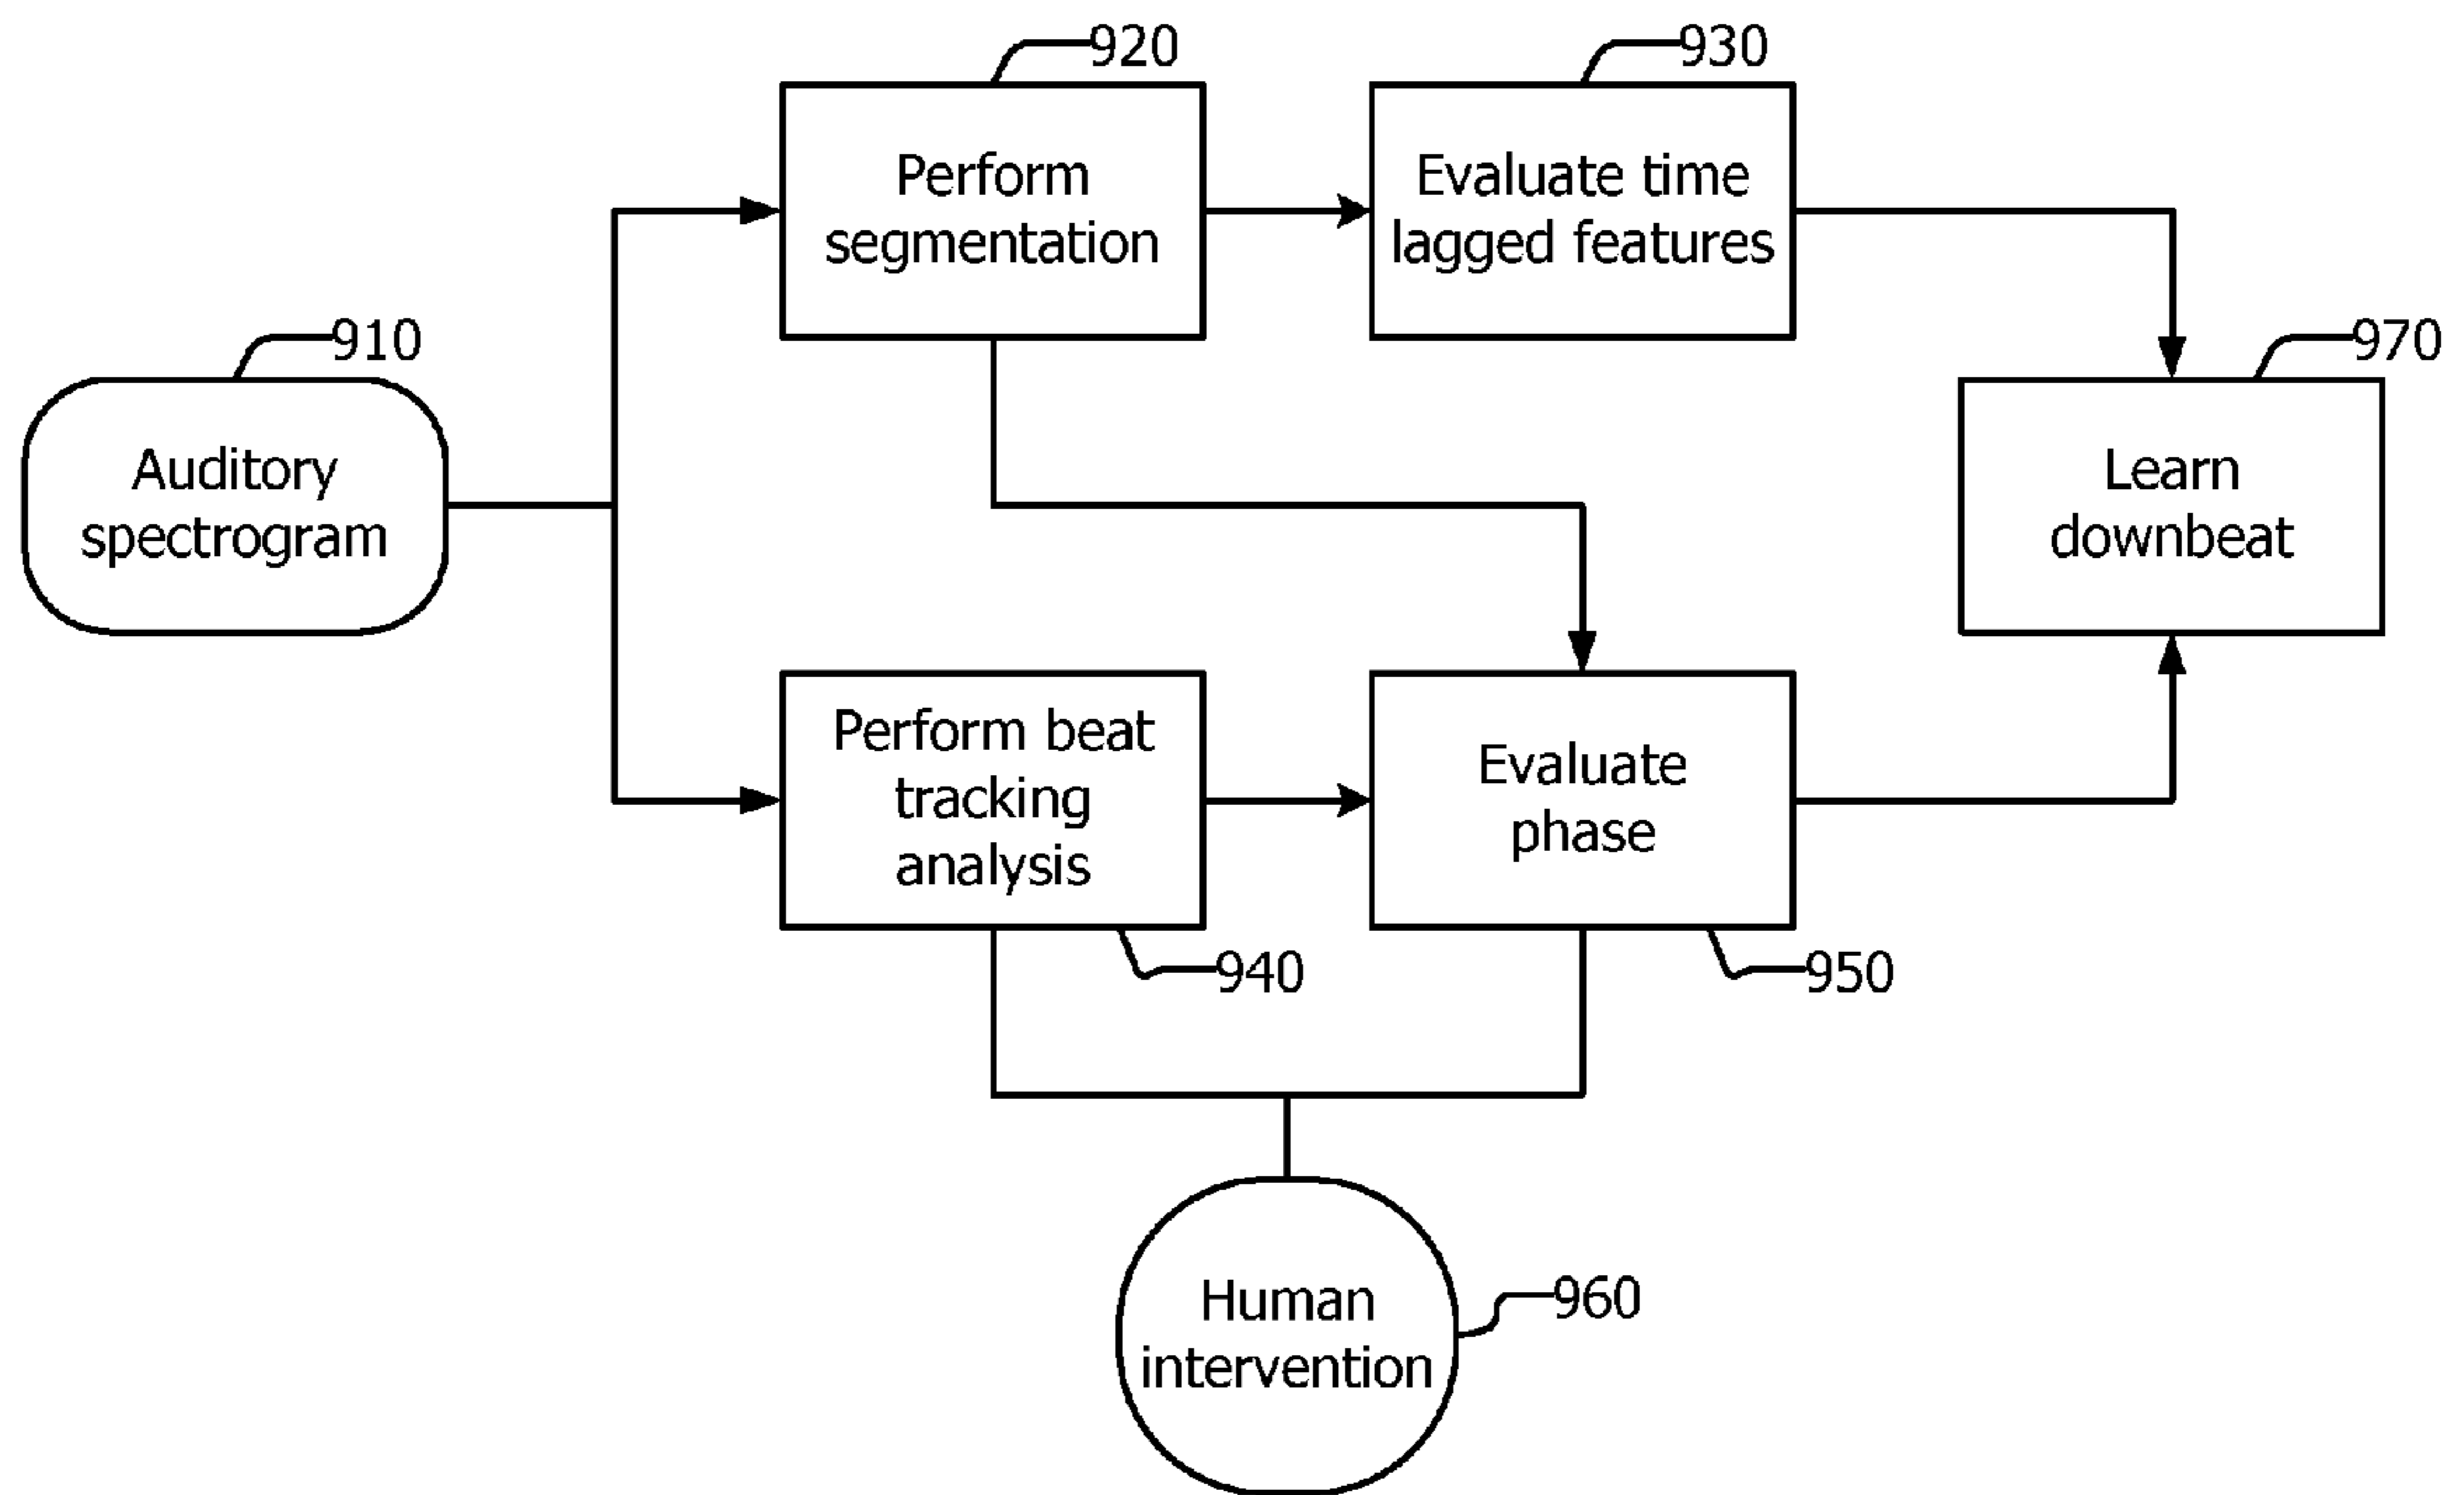 920
930
Perform
segmentation
Evaluate time
lagged features
910
970
Auditory
spectrogram
Learn
downbeat
Perform beat
tracking
analysis
Evaluate
phase
940
950
Human
intervention
960